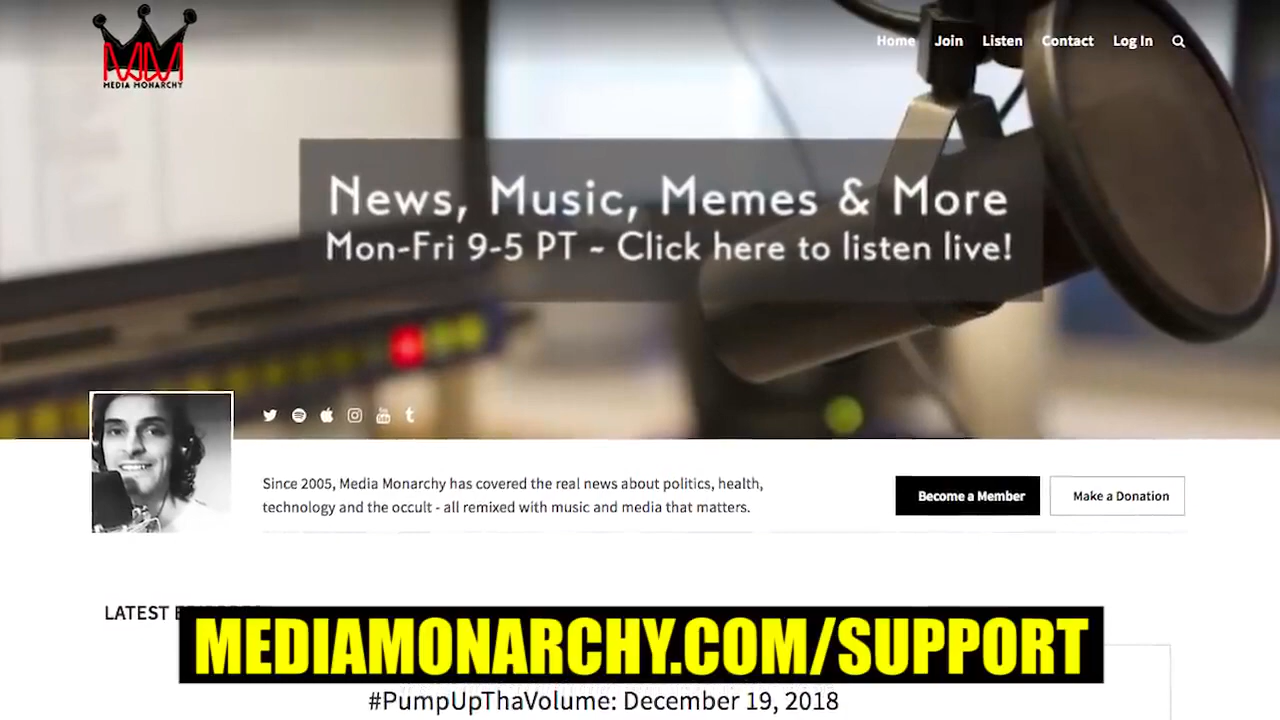 MM
MEDIA MONARCHY
Home Join Listen Contact Log In
News, Music, Memes & More
Mon-Fri 9-5 PT ~ Click here to listen live!
Since 2005, Media Monarchy has covered the real news about politics, health,
technology and the occult - all remixed with music and media that matters.
Become a Member
Make a Donation
LATEST
MEDIAMONARCHY.COM/SUPPORT
#PumpUpThaVolume: December 19, 2018